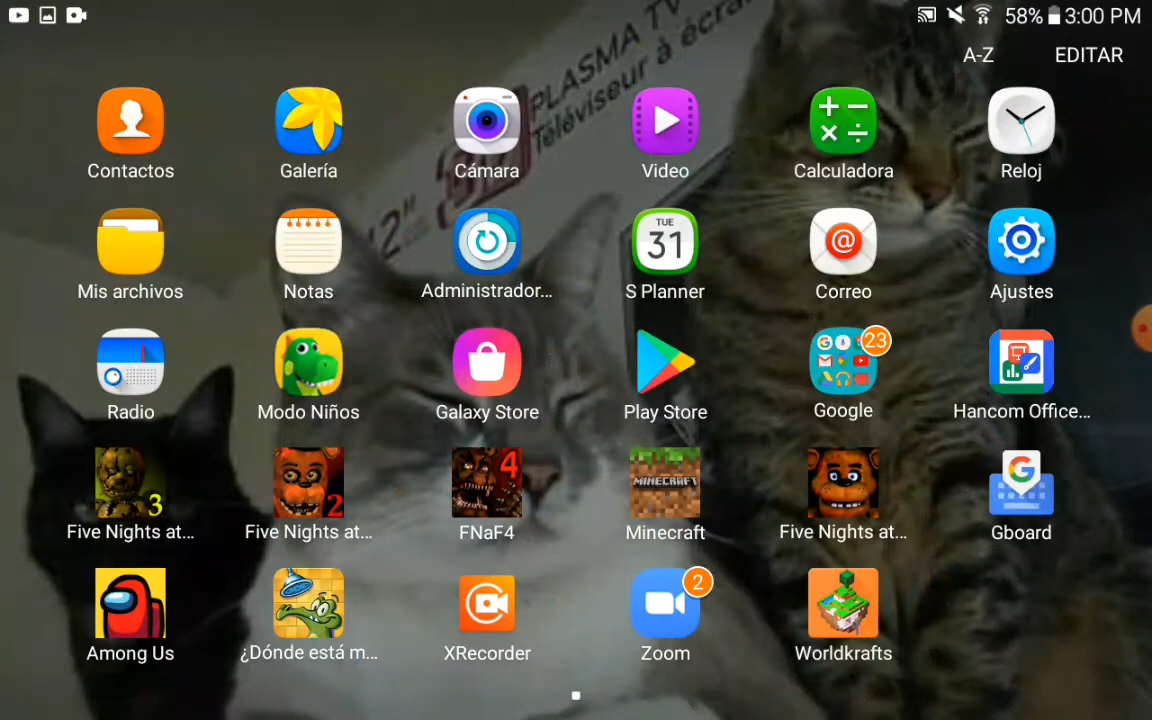 58% 3:00 PM
A-Z EDITAR
PLASMA TV
Téléviseur à écra
12"
Contactos Galería Cámara Video Calculadora Reloj
TUE
31
Mis archivos Notas Administrador... S Planner Correo Ajustes
23
Radio Modo Niños Galaxy Store Play Store Google Hancom Office...
3 2 4 MINECRAFT
Five Nights at... Five Nights at... FNaF4 Minecraft Five Nights at... Gboard
2
Among Us ¿Dónde está m... XRecorder Zoom Worldkrafts